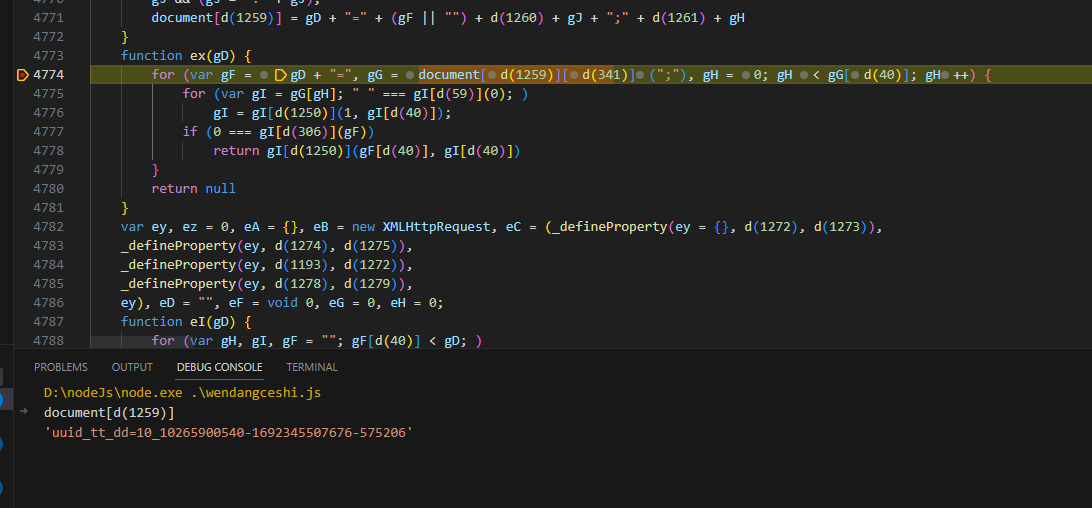 4770 gJ && (gJ = "." + gJ),
4771 document[d(1259)] = gD + "=" + (gF || "") + d(1260) + gJ + ";" + d(1261) + gH
4772 }
4773 function ex(gD) {
4774 for (var gF = gD + "=", gG = document[ d(1259)][ d(341)] (";"), gH = 0; gH < gG[ d(40)]; gH ++) {
4775 for (var gI = gG[gH]; " " === gI[d(59)](0); )
4776 gI = gI[d(1250)](1, gI[d(40)]);
4777 if (0 === gI[d(306)](gF))
4778 return gI[d(1250)](gF[d(40)], gI[d(40)])
4779 }
4780 return null
4781 }
4782 var ey, ez = 0, eA = {}, eB = new XMLHttpRequest, eC = (_defineProperty(ey = {}, d(1272), d(1273)),
4783 _defineProperty(ey, d(1274), d(1275)),
4784 _defineProperty(ey, d(1193), d(1272)),
4785 _defineProperty(ey, d(1278), d(1279)),
4786 ey), eD = "", eF = void 0, eG = 0, eH = 0;
4787 function eI(gD) {
4788 for (var gH, gI, gF = ""; gF[d(40)] < gD; )
PROBLEMS OUTPUT DEBUG CONSOLE TERMINAL
D:\nodeJs\node.exe .\wendangceshi.js
document[d(1259)]
'uuid_tt_dd=10_10265900540-1692345507676-575206'